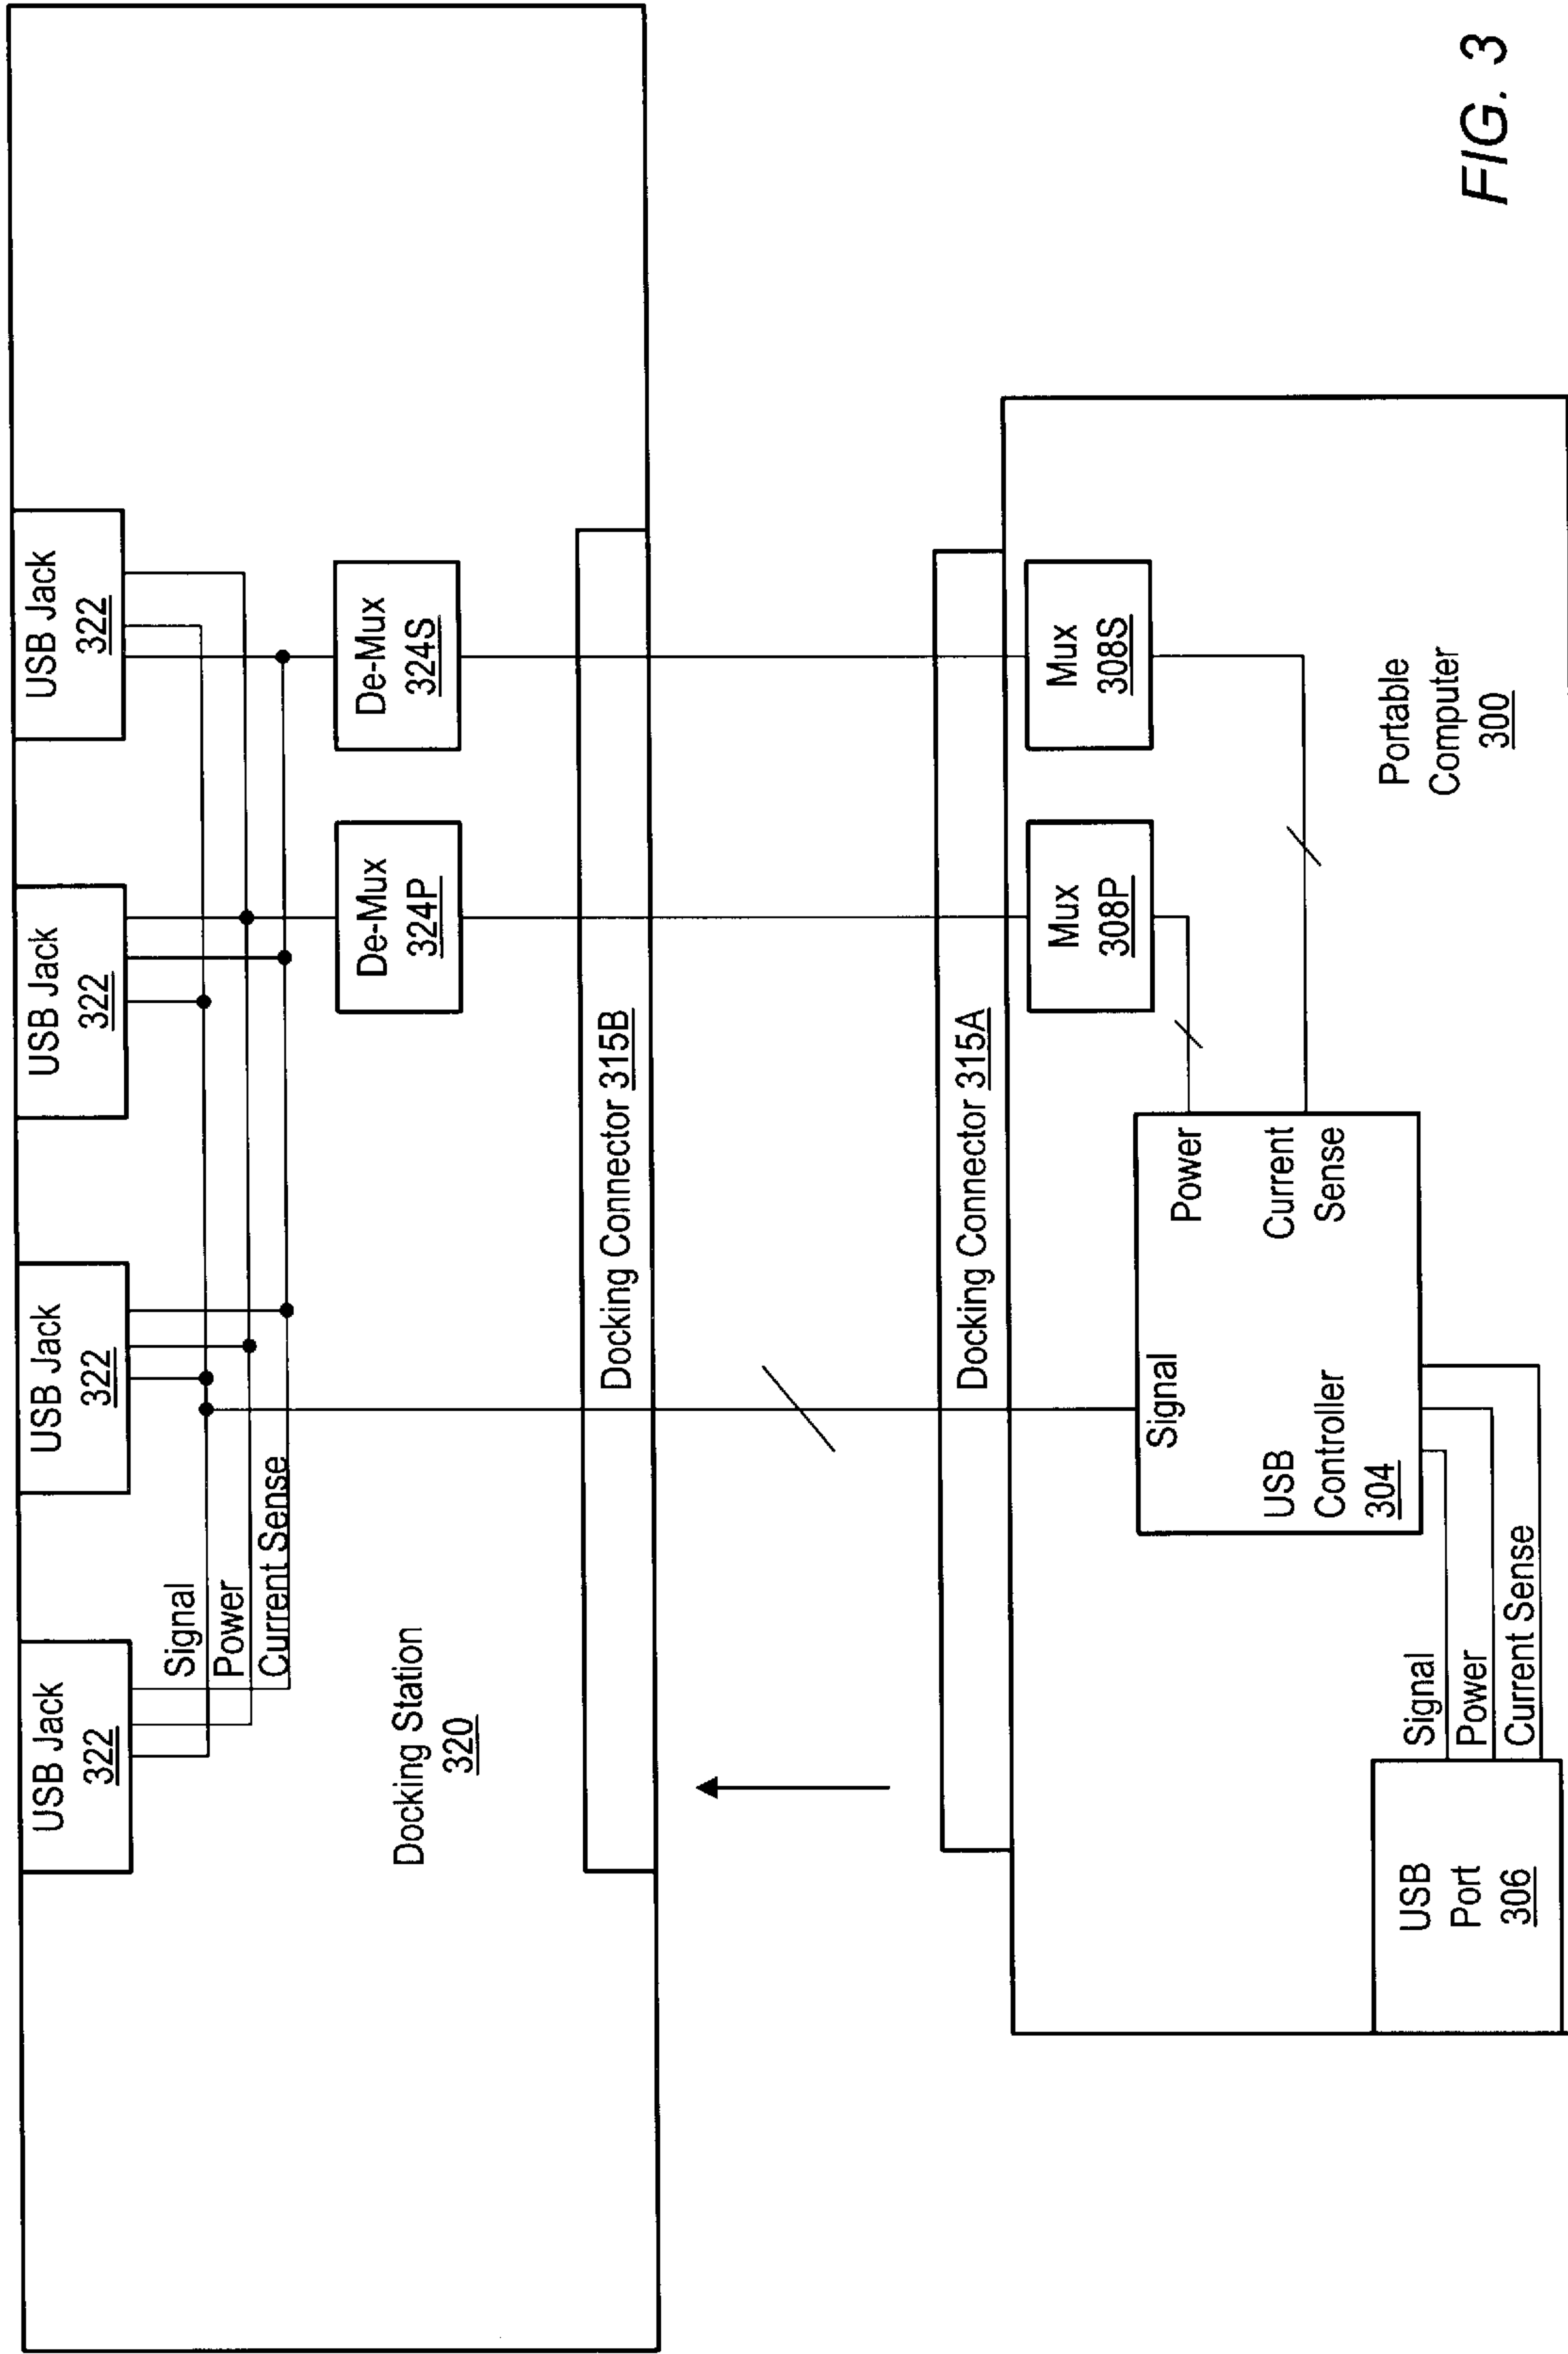 USB Jack
322
USB Jack
322
USB Jack
322
USB Jack
322
Signal
Power
Current Sense
De-Mux
324P
De-Mux
324S
Docking Station
320
Docking Connector 315B
Docking Connector 315A
Mux
308P
Mux
308S
Signal
Power
Current
Sense
USB
Controller
304
Signal
Power
Current Sense
USB
Port
306
Portable
Computer
300
FIG. 3